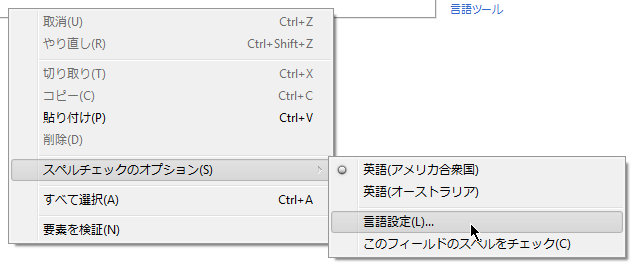 言語ツール
取消(U) Ctrl+Z
やり直し(R) Ctrl+Shift+Z
切り取り(T) Ctrl+X
コピー(C) Ctrl+C
貼り付け(P) Ctrl+V
削除(D)
スペルチェックのオプション(S)
すべて選択(A) Ctrl+A
要素を検証(N)
英語(アメリカ合衆国)
英語(オーストラリア)
言語設定(L)...
このフィールドのスペルをチェック(C)